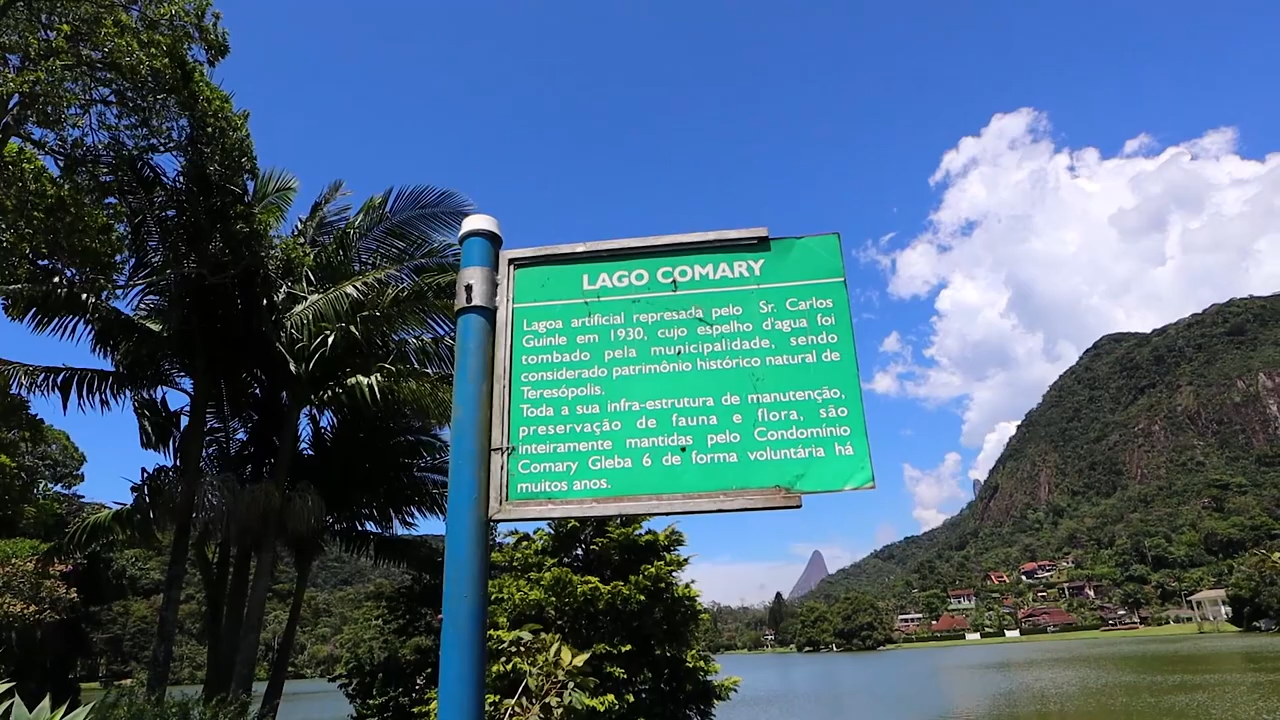 LAGO COMARY
Lagoa artificial represada pelo Sr. Carlos
Guinle em 1930, cujo espelho d'agua foi
tombado pela municipalidade, sendo
considerado patrimônio histórico natural de
Teresópolis.
Toda a sua infra-estrutura de manutenção,
preservação de fauna e flora, são
inteiramente mantidas pelo Condomínio
Comary Gleba 6 de forma voluntária há
muitos anos.